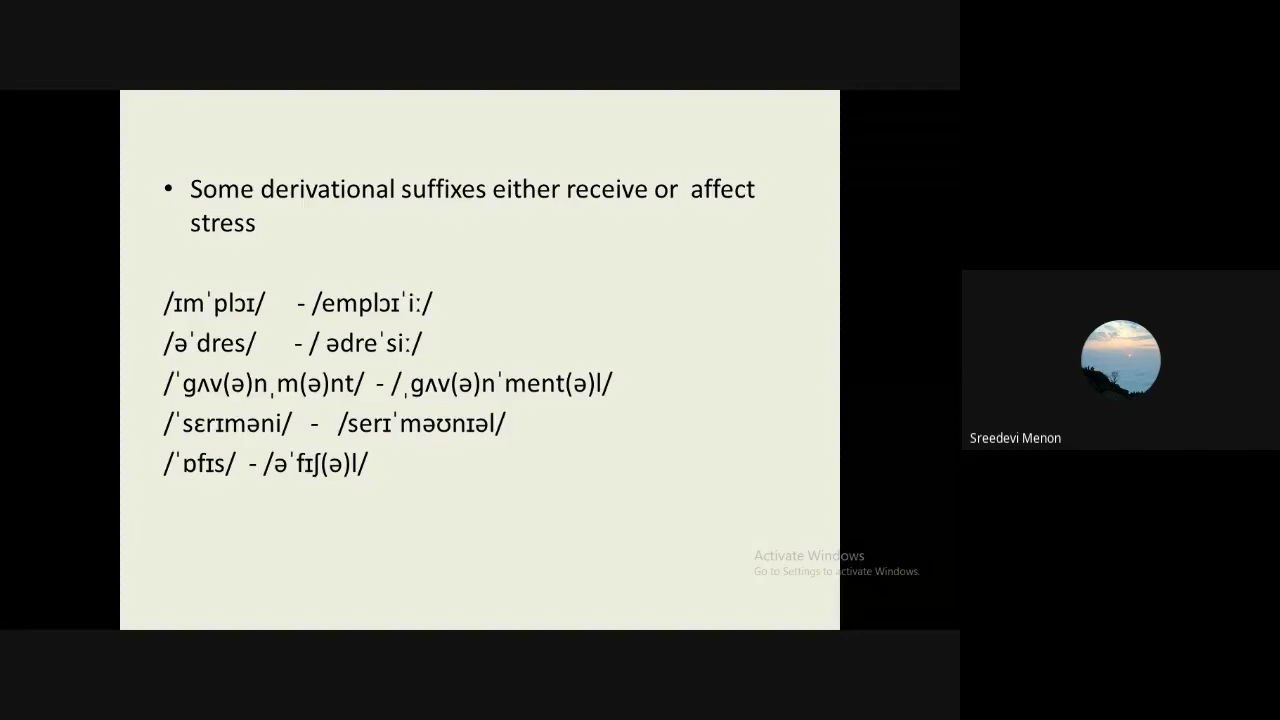 • Some derivational suffixes either receive or affect
stress
/ɪmˈplɔɪ/ - /emplɔɪˈiː/
/əˈdres/ - / ədreˈsiː/
/ˈgʌv(ə)nˌm(ə)nt/ - /ˌgʌv(ə)nˈment(ə)l/
/ˈsɛrɪməni/ - /serɪˈməʊnɪəl/
/ˈɒfɪs/ - /əˈfɪʃ(ə)l/
Sreedevi Menon
Activate Windows
Go to Settings to activate Windows.